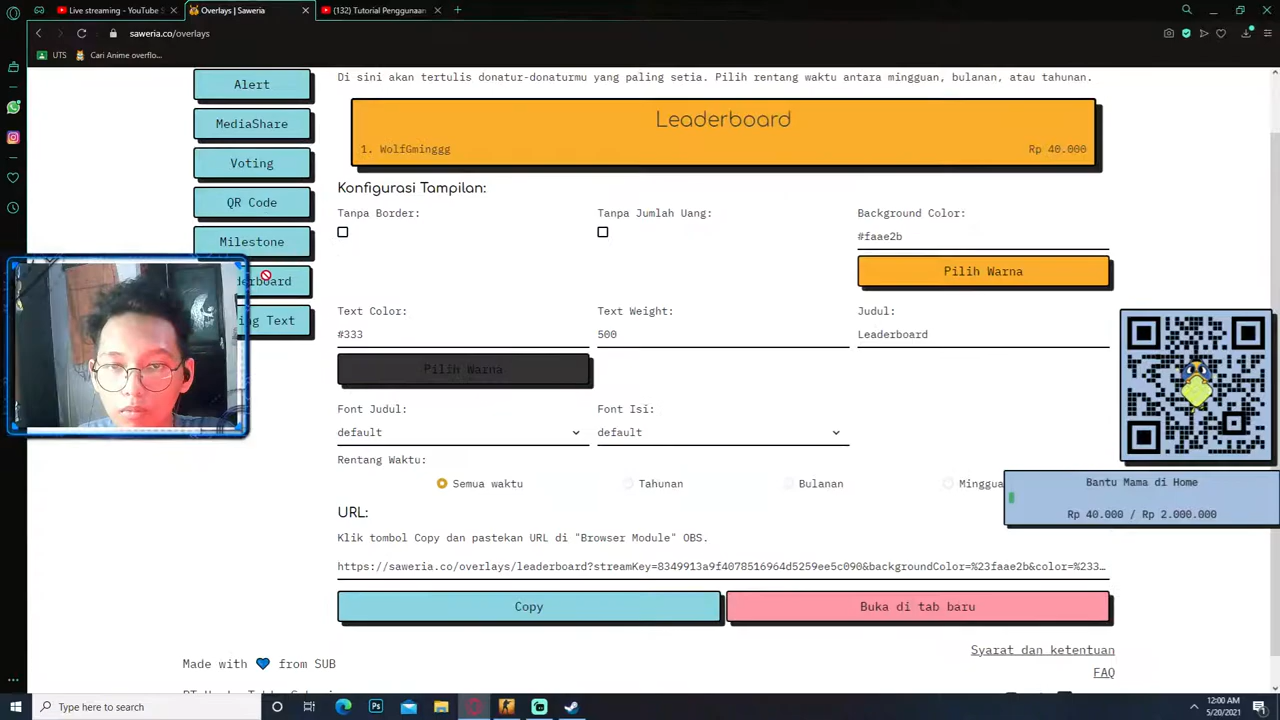 Live streaming - YouTube S
Overlays | Saweria
(132) Tutorial Penggunaan
saweria.co/overlays
UTS
Cari Anime overflo...
Di sini akan tertulis donatur-donaturmu yang paling setia. Pilih rentang waktu antara mingguan, bulanan, atau tahunan.
Alert
MediaShare
Voting
QR Code
Milestone
derboard
ing Text
Leaderboard
1. WolfGminggg
Rp 40.000
Konfigurasi Tampilan:
Tanpa Border:
Tanpa Jumlah Uang:
Background Color:
#faae2b
Pilih Warna
Text Color:
Text Weight:
Judul:
#333
500
Leaderboard
Pilih Warna
Font Judul:
Font Isi:
default
default
Rentang Waktu:
Semua waktu
Tahunan
Bulanan
Minggua
Bantu Mama di Home
Rp 40.000 / Rp 2.000.000
URL:
Klik tombol Copy dan pastekan URL di "Browser Module" OBS.
https://saweria.co/overlays/leaderboard?streamKey=8349913a9f4078516964d5259ee5c090&backgroundColor=%23faae2b&color=%233…
Copy
Buka di tab baru
Syarat dan ketentuan
Made with
from SUB
FAQ
Type here to search
12:00 AM
5/20/2021